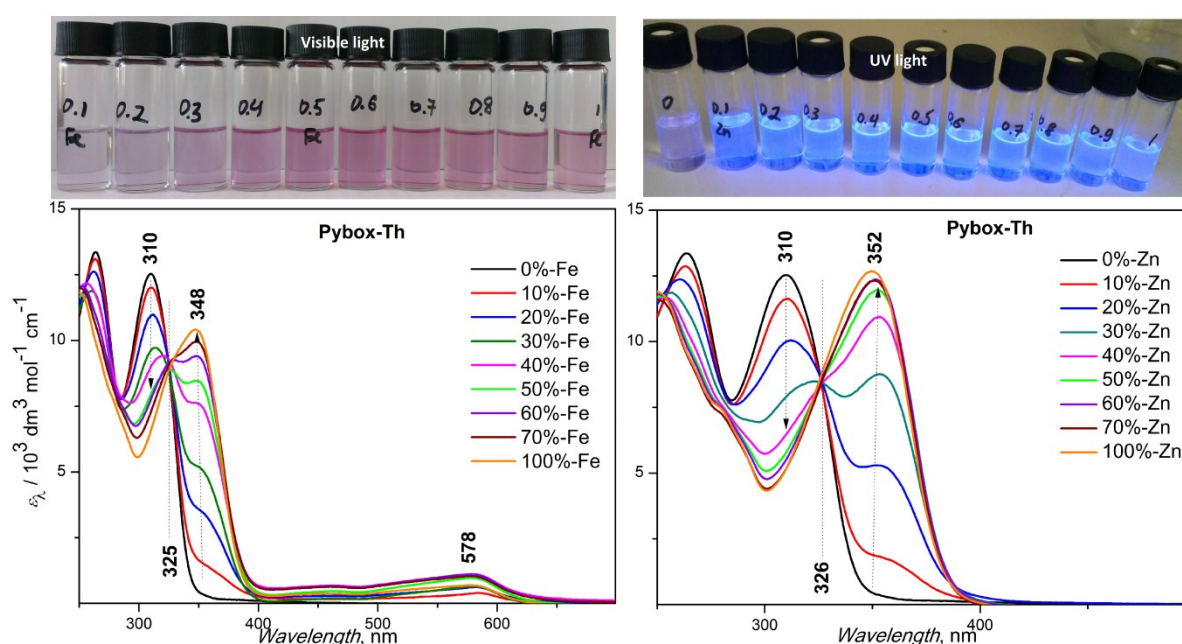 Visible light
0.1
Fe
0.2
0.3
0.4
0.5
Fe
0.6
0.7
0.8
0.9
1
Fe
UV light
0
0.1
Zn
0.2
0.3
0.4
0.5
0.6
0.7
0.8
0.9
1
Pybox-Th
15
10
5
ε_λ / 10³ dm³ mol⁻¹ cm⁻¹
310
348
325
578
0%-Fe
10%-Fe
20%-Fe
30%-Fe
40%-Fe
50%-Fe
60%-Fe
70%-Fe
100%-Fe
300 400 500 600
Wavelength, nm
Pybox-Th
15
10
5
310
352
326
0%-Zn
10%-Zn
20%-Zn
30%-Zn
40%-Zn
50%-Zn
60%-Zn
70%-Zn
100%-Zn
300 400
Wavelength, nm